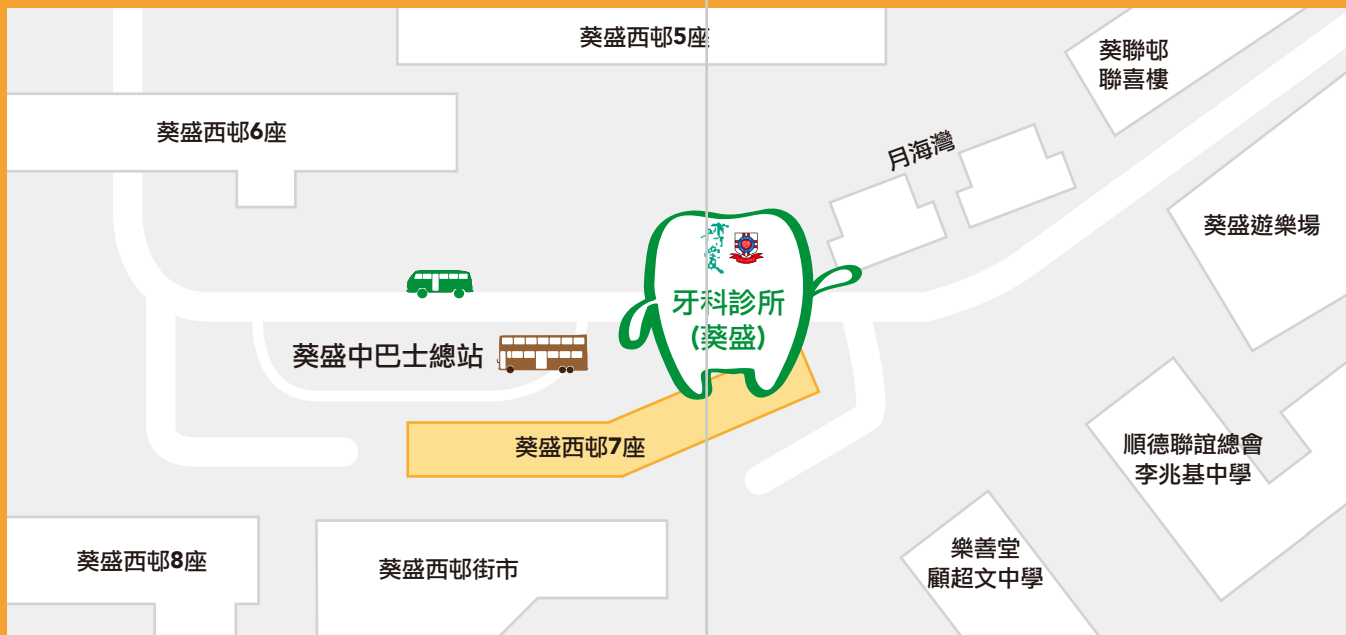 葵盛西邨5座
葵聯邨
聯喜樓
葵盛西邨6座
月海灣
葵盛遊樂場
牙科診所
(葵盛)
葵盛中巴士總站
葵盛西邨7座
順德聯誼總會
李兆基中學
樂善堂
顧超文中學
葵盛西邨8座
葵盛西邨街市